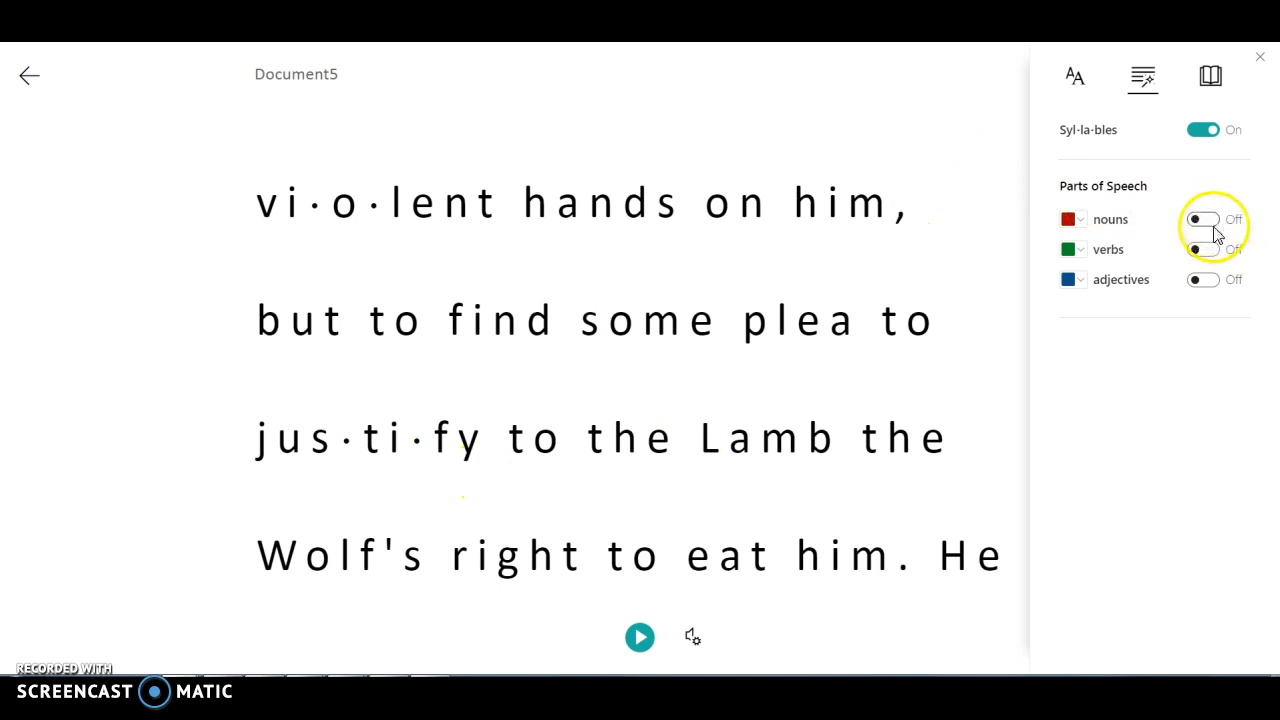 Document5
vi·o·lent hands on him,
but to find some plea to
jus·ti·fy to the Lamb the
Wolf's right to eat him. He
AA
Syl·la·bles On
Parts of Speech
nouns Off
verbs Off
adjectives Off
RECORDED WITH
SCREENCAST MATIC